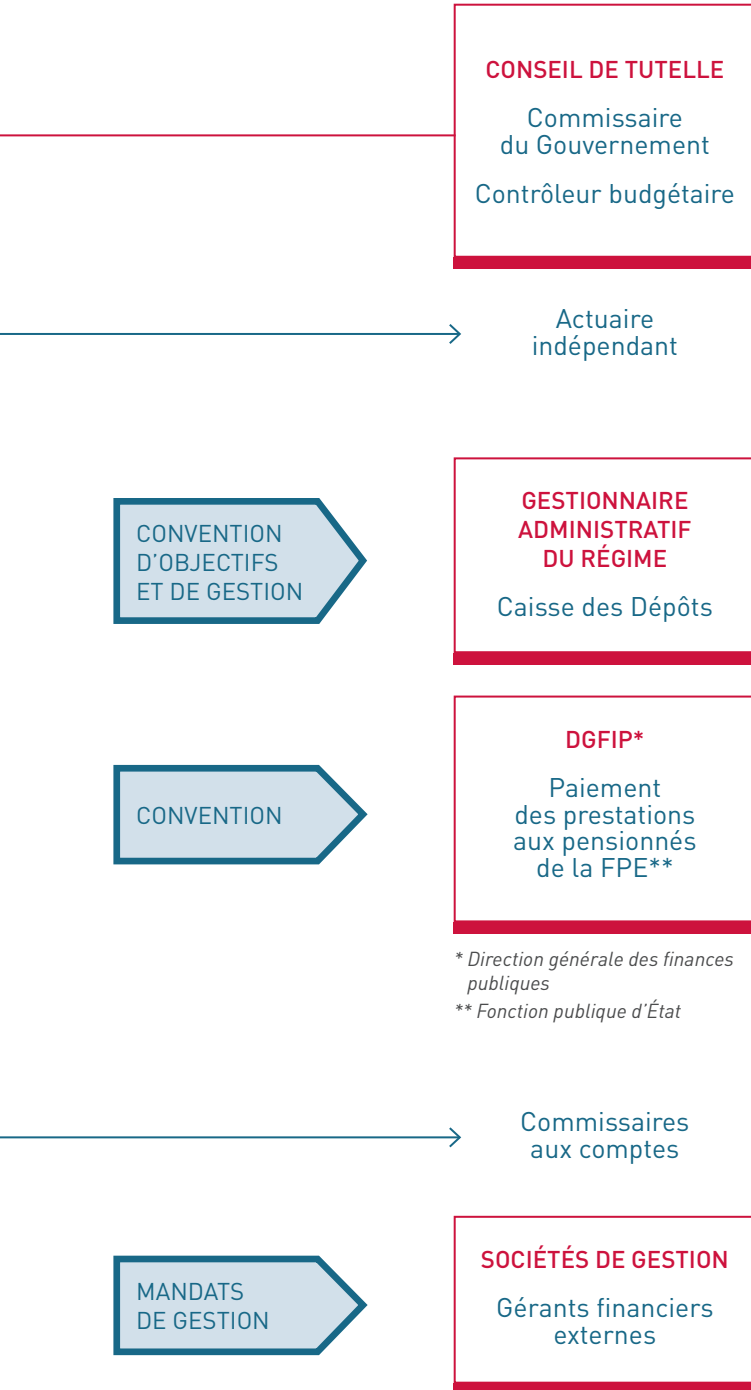 CONSEIL DE TUTELLE
Commissaire
du Gouvernement
Contrôleur budgétaire
Actuaire
indépendant
CONVENTION
D’OBJECTIFS
ET DE GESTION
GESTIONNAIRE
ADMINISTRATIF
DU RÉGIME
Caisse des Dépôts
CONVENTION
DGFIP*
Paiement
des prestations
aux pensionnés
de la FPE**
* Direction générale des finances
publiques
** Fonction publique d’État
Commissaires
aux comptes
MANDATS
DE GESTION
SOCIÉTÉS DE GESTION
Gérants financiers
externes